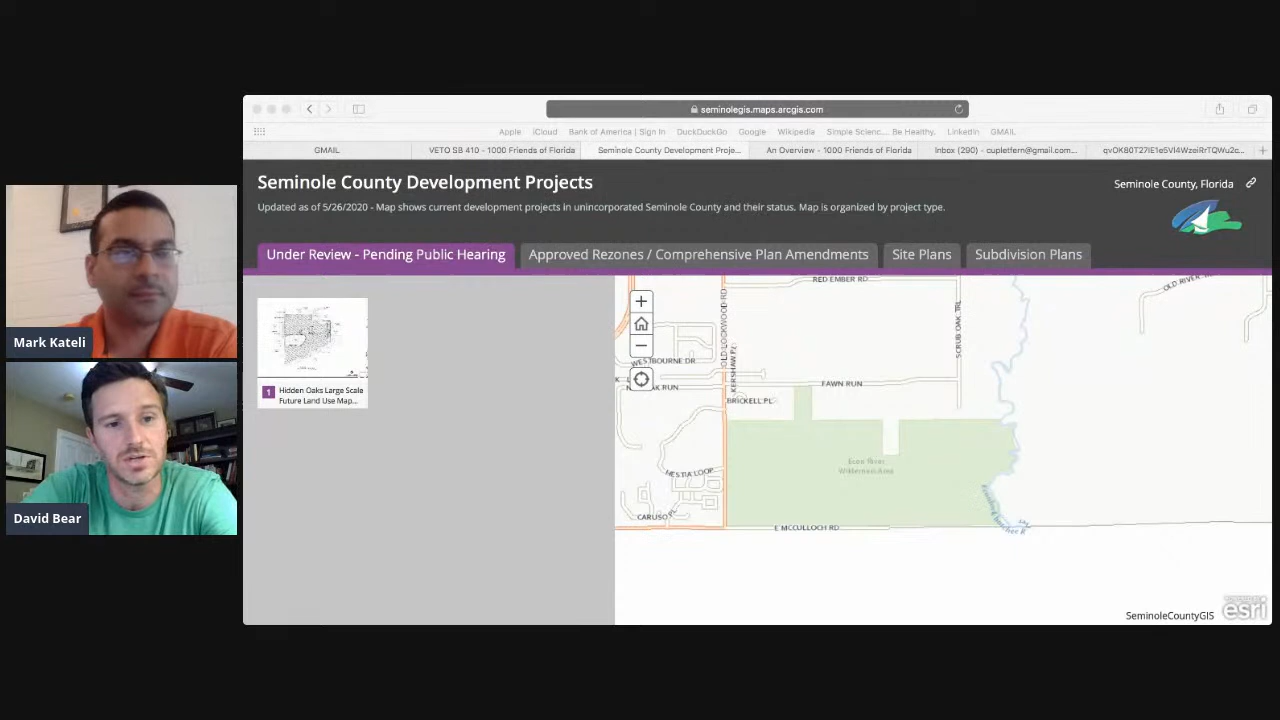 seminolegis.maps.arcgis.com
Apple iCloud Bank of America | Sign In DuckDuckGo Google Wikipedia Simple Scienc... Be Healthy. LinkedIn GMAIL
GMAIL VETO SB 410 - 1000 Friends of Florida Seminole County Development Proje... An Overview - 1000 Friends of Florida Inbox (290) - cupletfern@gmail.com...
Seminole County Development Projects
Seminole County, Florida
Updated as of 5/26/2020 - Map shows current development projects in unincorporated Seminole County and their status. Map is organized by project type.
Under Review - Pending Public Hearing Approved Rezones / Comprehensive Plan Amendments Site Plans Subdivision Plans
Mark Kateli
David Bear
1 Hidden Oaks Large Scale
Future Land Use Map...
RED EMBER RD
OLD RIVER
OLD LOCKWOOD RD
SCRUB OAK TRL
KERSHAW PL
WESTBOURNE DR
RUN
FAWN RUN
BRICKELL PL
Econ River
Wilderness Area
HESTIA LOOP
CARUSO PL
E MCCULLOCH RD
SeminoleCountyGIS
esri